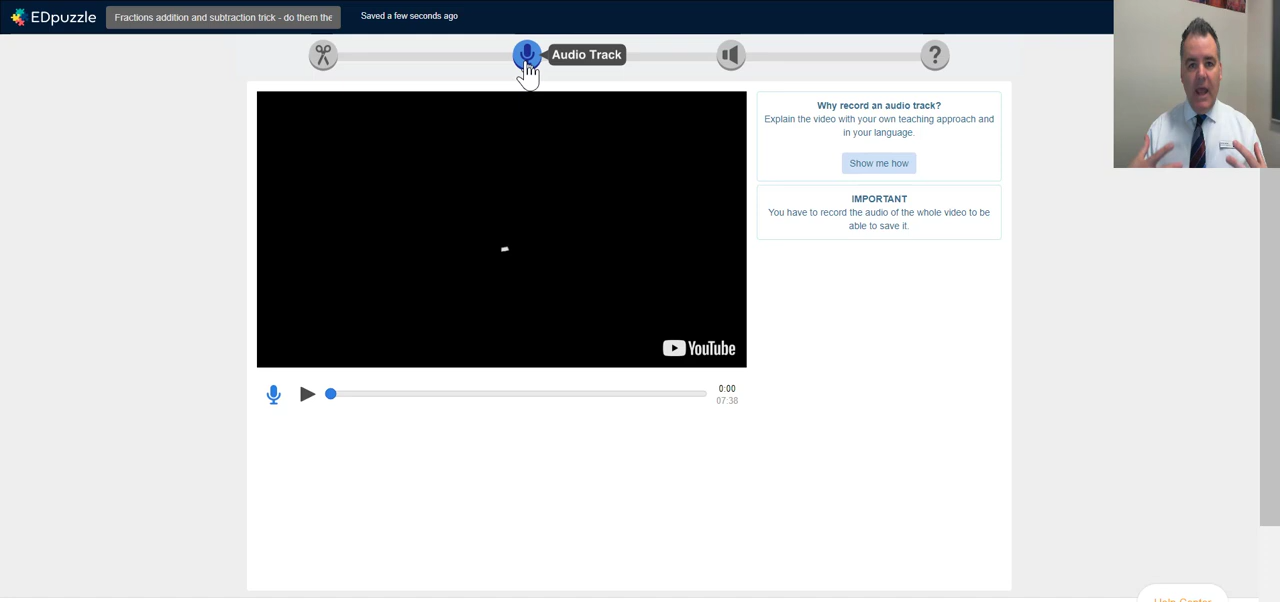 EDpuzzle
Fractions addition and subtraction trick - do them the
Saved a few seconds ago
Audio Track
?
Why record an audio track?
Explain the video with your own teaching approach and
in your language.
Show me how
IMPORTANT
You have to record the audio of the whole video to be
able to save it.
YouTube
0:00
07:38
Help Center